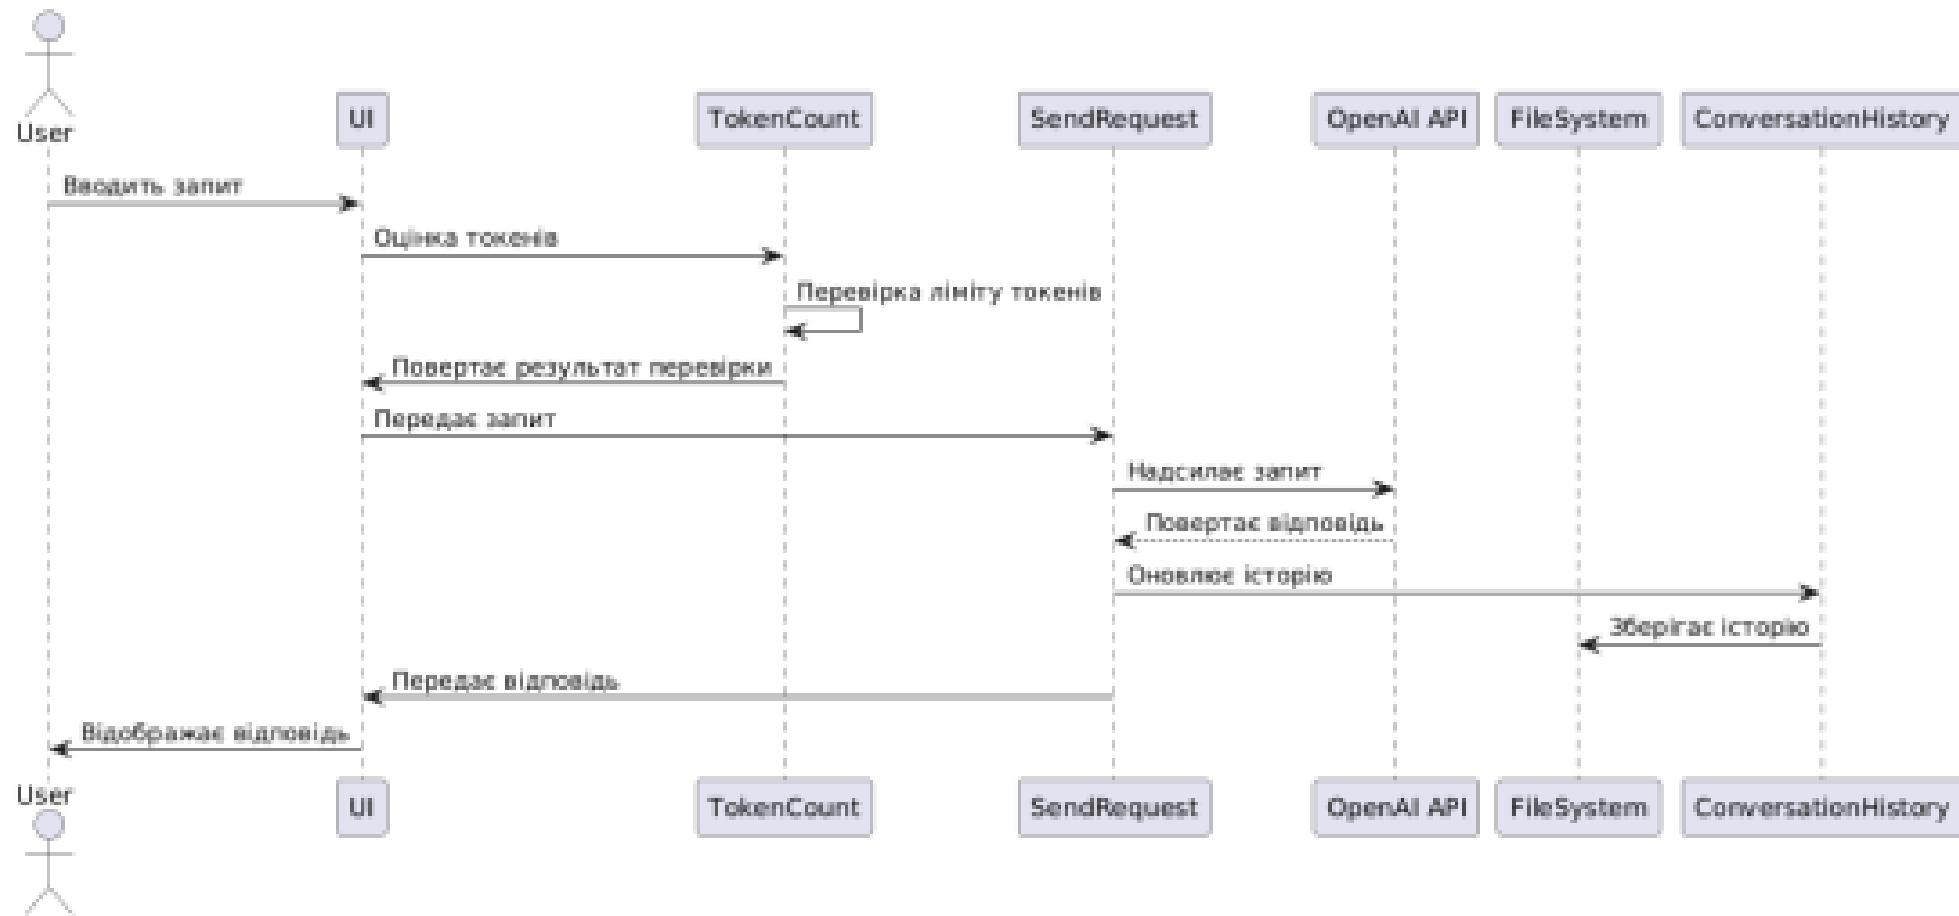 User
UI
TokenCount
SendRequest
OpenAI API
FileSystem
ConversationHistory
Вводить запит
Оцінка токенів
Перевірка ліміту токенів
Повертає результат перевірки
Передає запит
Надсилає запит
Повертає відповідь
Оновлює історію
Зберігає історію
Передає відповідь
Відображає відповідь
User
UI
TokenCount
SendRequest
OpenAI API
FileSystem
ConversationHistory